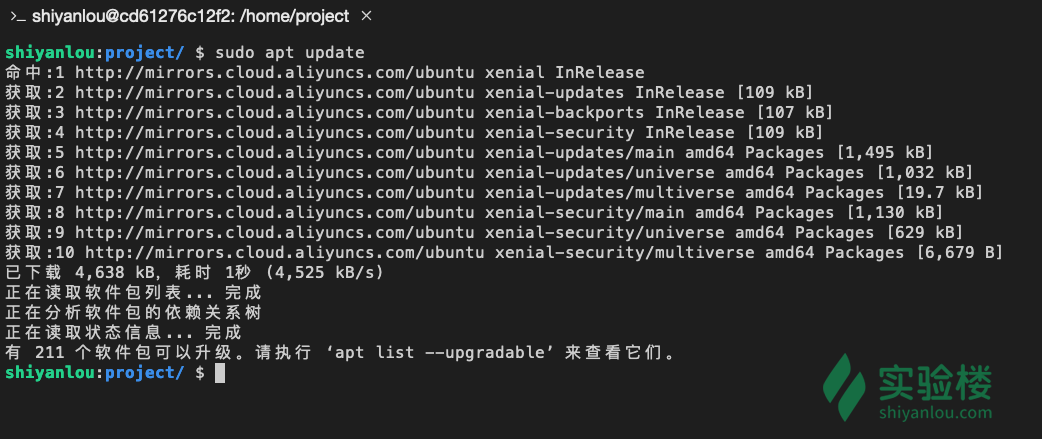 shiyanlou@cd61276c12f2: /home/project ×
shiyanlou:project/ $ sudo apt update
命中:1 http://mirrors.cloud.aliyuncs.com/ubuntu xenial InRelease
获取:2 http://mirrors.cloud.aliyuncs.com/ubuntu xenial-updates InRelease [109 kB]
获取:3 http://mirrors.cloud.aliyuncs.com/ubuntu xenial-backports InRelease [107 kB]
获取:4 http://mirrors.cloud.aliyuncs.com/ubuntu xenial-security InRelease [109 kB]
获取:5 http://mirrors.cloud.aliyuncs.com/ubuntu xenial-updates/main amd64 Packages [1,495 kB]
获取:6 http://mirrors.cloud.aliyuncs.com/ubuntu xenial-updates/universe amd64 Packages [1,032 kB]
获取:7 http://mirrors.cloud.aliyuncs.com/ubuntu xenial-updates/multiverse amd64 Packages [19.7 kB]
获取:8 http://mirrors.cloud.aliyuncs.com/ubuntu xenial-security/main amd64 Packages [1,130 kB]
获取:9 http://mirrors.cloud.aliyuncs.com/ubuntu xenial-security/universe amd64 Packages [629 kB]
获取:10 http://mirrors.cloud.aliyuncs.com/ubuntu xenial-security/multiverse amd64 Packages [6,679 B]
已下载 4,638 kB，耗时 1秒 (4,525 kB/s)
正在读取软件包列表... 完成
正在分析软件包的依赖关系树
正在读取状态信息... 完成
有 211 个软件包可以升级。请执行 ‘apt list --upgradable’ 来查看它们。
shiyanlou:project/ $
实验楼
shiyanlou.com